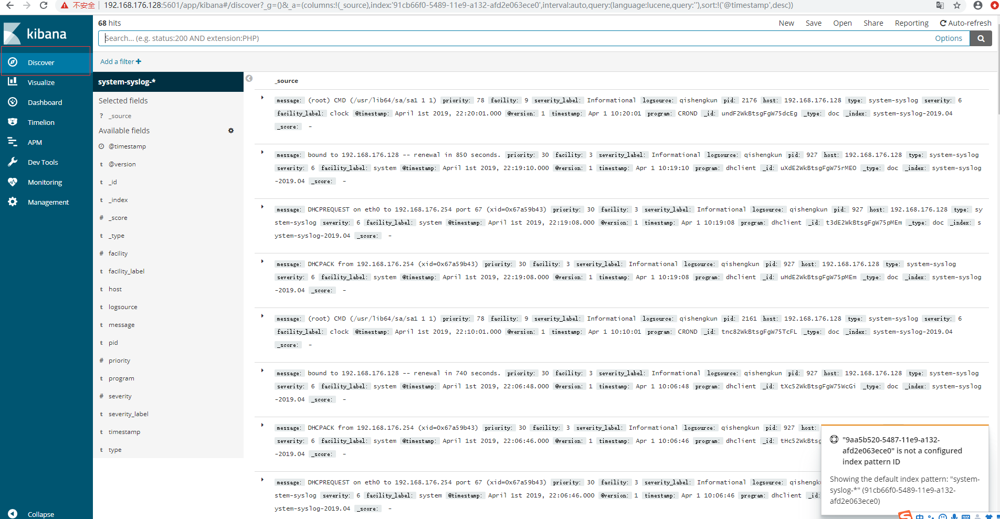 不安全 192.168.176.128:5601/app/kibana#/discover?_g=()&_a=(columns:!(_source),index:'91cb66f0-5489-11e9-a132-afd2e063ece0',interval:auto,query:(language:lucene,query:''),sort:!('@timestamp',desc))
kibana
Discover
Visualize
Dashboard
Timelion
APM
Dev Tools
Monitoring
Management
Collapse
68 hits
New Save Open Share Reporting Auto-refresh
Search... (e.g. status:200 AND extension:PHP) Options
Add a filter
system-syslog-*
Selected fields
? _source
Available fields
@timestamp
t @version
t _id
t _index
# _score
t _type
# facility
t facility_label
t host
t logsource
t message
t pid
# priority
t program
# severity
t severity_label
t timestamp
t type
_source
message: (root) CMD (/usr/lib64/sa/sa1 1 1) priority: 78 facility: 9 severity_label: Informational logsource: qishengkun pid: 2176 host: 192.168.176.128 type: system-syslog severity: 6
facility_label: clock @timestamp: April 1st 2019, 22:20:01.000 @version: 1 timestamp: Apr 1 10:20:01 program: CROND _id: undF2WkBtsgFgW75dcEg _type: doc _index: system-syslog-2019.04
_score: -
message: bound to 192.168.176.128 -- renewal in 850 seconds. priority: 30 facility: 3 severity_label: Informational logsource: qishengkun pid: 927 host: 192.168.176.128 type: system-syslog
severity: 6 facility_label: system @timestamp: April 1st 2019, 22:19:10.000 @version: 1 timestamp: Apr 1 10:19:10 program: dhclient _id: uXdE2WkBtsgFgW75rMEO _type: doc _index: system-syslog
-2019.04 _score: -
message: DHCPREQUEST on eth0 to 192.168.176.254 port 67 (xid=0x67a59b43) priority: 30 facility: 3 severity_label: Informational logsource: qishengkun pid: 927 host: 192.168.176.128 type: sy
stem-syslog severity: 6 facility_label: system @timestamp: April 1st 2019, 22:19:08.000 @version: 1 timestamp: Apr 1 10:19:08 program: dhclient _id: t3dE2WkBtsgFgW75pMEm _type: doc _index: s
ystem-syslog-2019.04 _score: -
message: DHCPACK from 192.168.176.254 (xid=0x67a59b43) priority: 30 facility: 3 severity_label: Informational logsource: qishengkun pid: 927 host: 192.168.176.128 type: system-syslog
severity: 6 facility_label: system @timestamp: April 1st 2019, 22:19:08.000 @version: 1 timestamp: Apr 1 10:19:08 program: dhclient _id: uHdE2WkBtsgFgW75pMEm _type: doc _index: system-syslog
-2019.04 _score: -
message: (root) CMD (/usr/lib64/sa/sa1 1 1) priority: 78 facility: 9 severity_label: Informational logsource: qishengkun pid: 2161 host: 192.168.176.128 type: system-syslog severity: 6
facility_label: clock @timestamp: April 1st 2019, 22:10:01.000 @version: 1 timestamp: Apr 1 10:10:01 program: CROND _id: tnc82WkBtsgFgW75TcFL _type: doc _index: system-syslog-2019.04
_score: -
message: bound to 192.168.176.128 -- renewal in 740 seconds. priority: 30 facility: 3 severity_label: Informational logsource: qishengkun pid: 927 host: 192.168.176.128 type: system-syslog
severity: 6 facility_label: system @timestamp: April 1st 2019, 22:06:48.000 @version: 1 timestamp: Apr 1 10:06:48 program: dhclient _id: tXc52WkBtsgFgW75WcGi _type: doc _index: system-syslog
-2019.04 _score: -
message: DHCPACK from 192.168.176.254 (xid=0x67a59b43) priority: 30 facility: 3 severity_label: Informational logsource: qishengkun pid: 927 host:
severity: 6 facility_label: system @timestamp: April 1st 2019, 22:06:46.000 @version: 1 timestamp: Apr 1 10:06:46 program: dhclient _id: tHc52WkBtsg
-2019.04 _score: -
message: DHCPREQUEST on eth0 to 192.168.176.254 port 67 (xid=0x67a59b43) priority: 30 facility: 3 severity_label: Informational logsource: qishengk
stem-syslog severity: 6 facility_label: system @timestamp: April 1st 2019, 22:06:46.000 @version: 1 timestamp: Apr 1 10:06:46 program: dhclient _id:
ystem-syslog-2019.04 _score: -
"9aa5b520-5487-11e9-a132-
afd2e063ece0" is not a configured
index pattern ID
Showing the default index pattern: "system-
syslog-*" (91cb66f0-5489-11e9-a132-
afd2e063ece0)
中